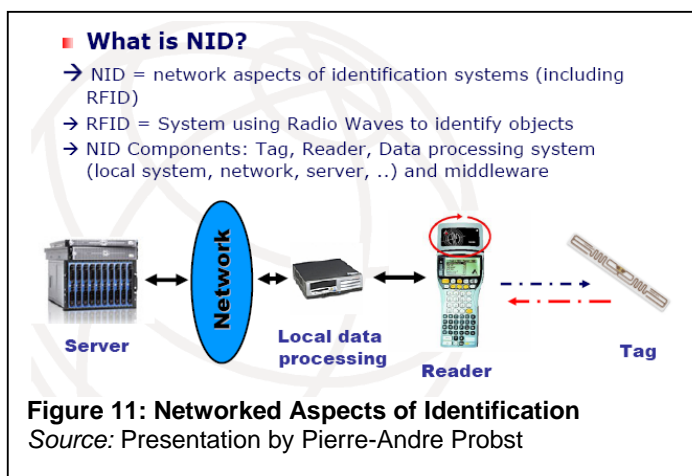 What is NID?
→ NID = network aspects of identification systems (including
RFID)
→ RFID = System using Radio Waves to identify objects
→ NID Components: Tag, Reader, Data processing system
(local system, network, server, ..) and middleware
Network
Server
Local data
processing
Reader
Tag
Figure 11: Networked Aspects of Identification
Source: Presentation by Pierre-Andre Probst